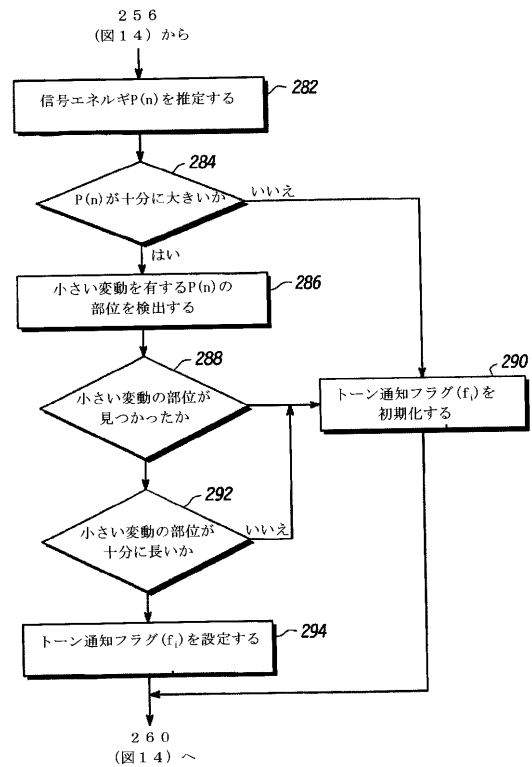 ２５６
(図１４)から
信号エネルギP(n)を推定する
282
284
P(n)が十分に大きいか
いいえ
はい
小さい変動を有するP(n)の
部位を検出する
286
288
小さい変動の部位が
見つかったか
290
トーン通知フラグ(fi)を
初期化する
292
小さい変動の部位が
十分に長いか
いいえ
トーン通知フラグ(fi)を設定する
294
２６０
(図１４)へ